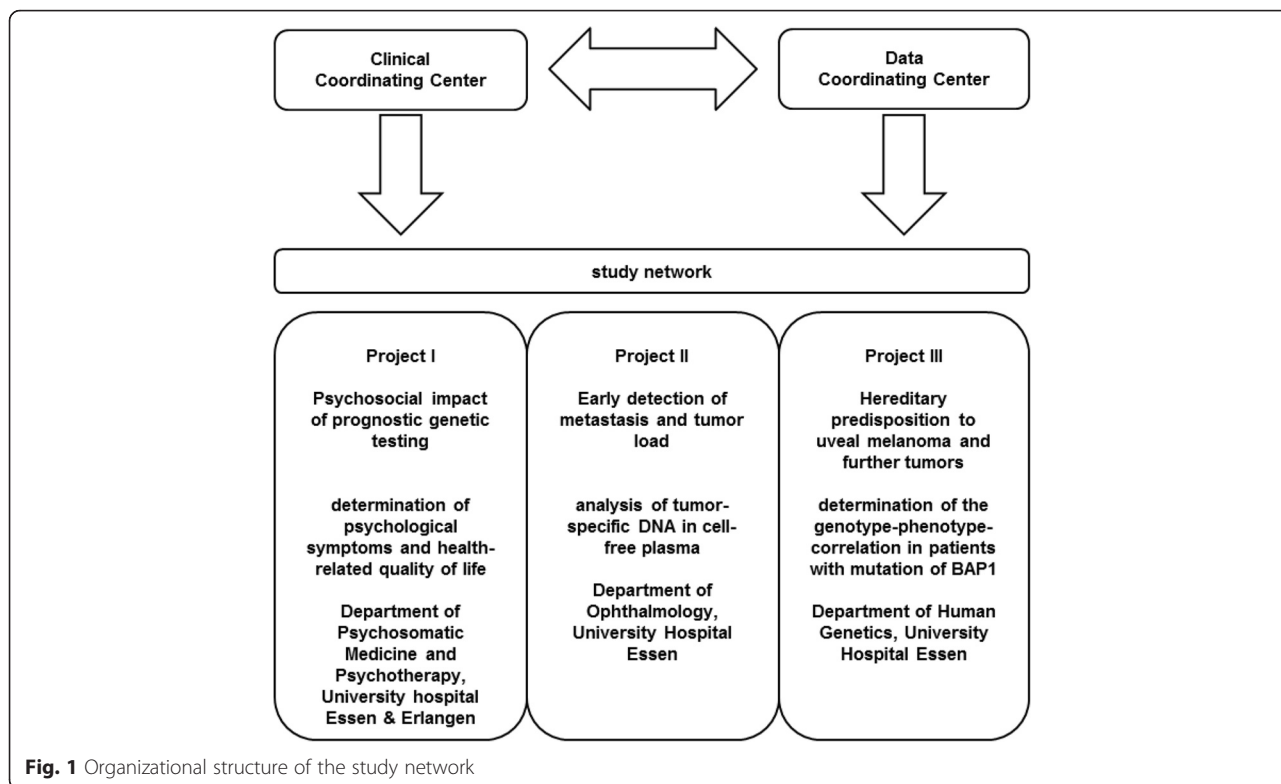 Clinical
Coordinating Center
Data
Coordinating Center
study network
Project I
Psychosocial impact
of prognostic genetic
testing
determination of
psychological
symptoms and health-
related quality of life
Department of
Psychosomatic
Medicine and
Psychotherapy,
University hospital
Essen & Erlangen
Project II
Early detection of
metastasis and tumor
load
analysis of tumor-
specific DNA in cell-
free plasma
Department of
Ophthalmology,
University Hospital
Essen
Project III
Hereditary
predisposition to
uveal melanoma and
further tumors
determination of the
genotype-phenotype-
correlation in patients
with mutation of BAP1
Department of Human
Genetics, University
Hospital Essen
Fig. 1 Organizational structure of the study network